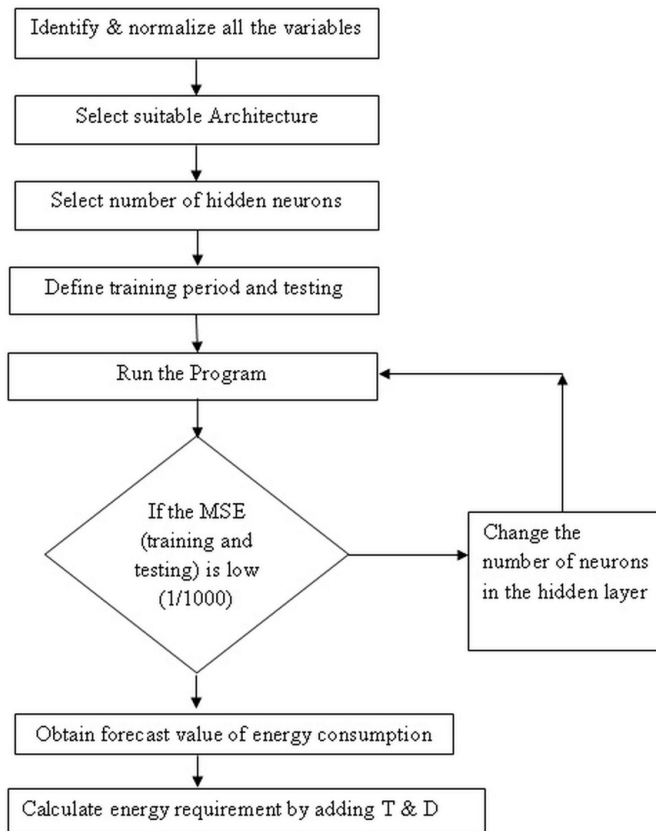 Identify & normalize all the variables
Select suitable Architecture
Select number of hidden neurons
Define training period and testing
Run the Program
If the MSE
(training and
testing) is low
(1/1000)
Change the
number of neurons
in the hidden layer
Obtain forecast value of energy consumption
Calculate energy requirement by adding T & D